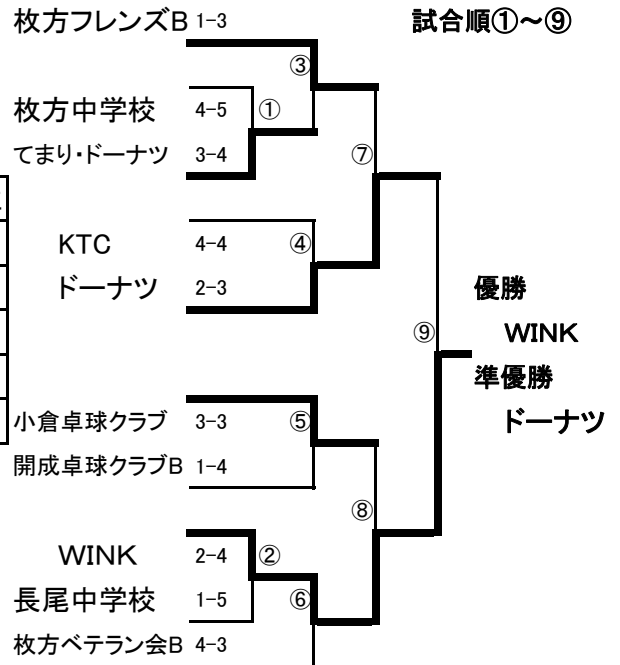 枚方フレンズB 1-3 試合順①～⑨
③
枚方中学校 4-5 ①
てまり・ドーナツ 3-4 ⑦
KTC 4-4 ④
ドーナツ 2-3 優勝
⑨ WINK
準優勝
小倉卓球クラブ 3-3 ⑤ ドーナツ
開成卓球クラブB 1-4
⑧
WINK 2-4 ②
長尾中学校 1-5 ⑥
枚方ベテラン会B 4-3